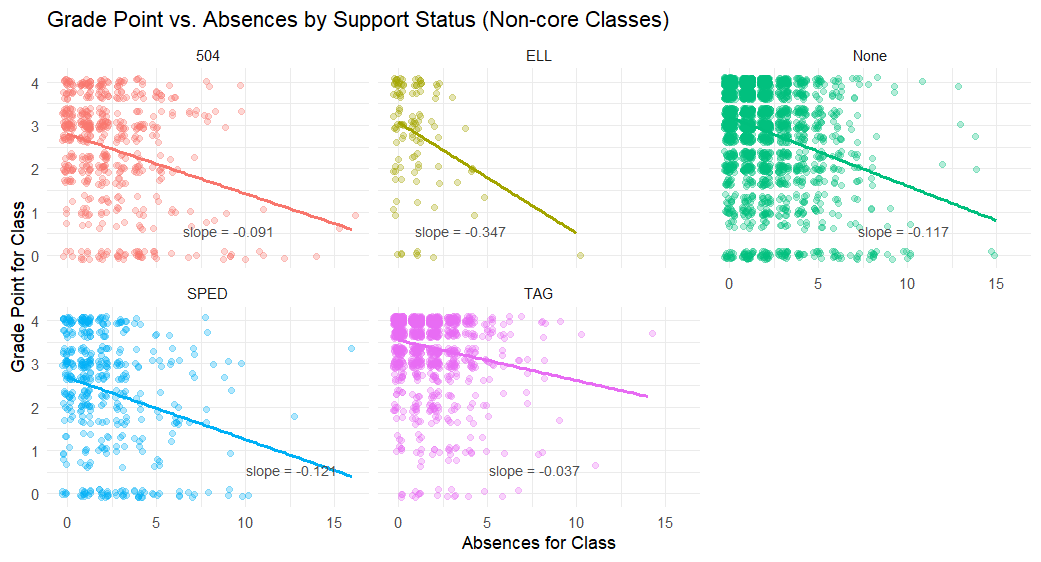 Grade Point vs. Absences by Support Status (Non-core Classes)
504
ELL
None
4
3
2
1
0
slope = -0.091
slope = -0.347
slope = -0.117
0
5
10
15
Grade Point for Class
SPED
TAG
4
3
2
1
0
slope = -0.121
slope = -0.037
0
5
10
15
0
5
10
15
Absences for Class